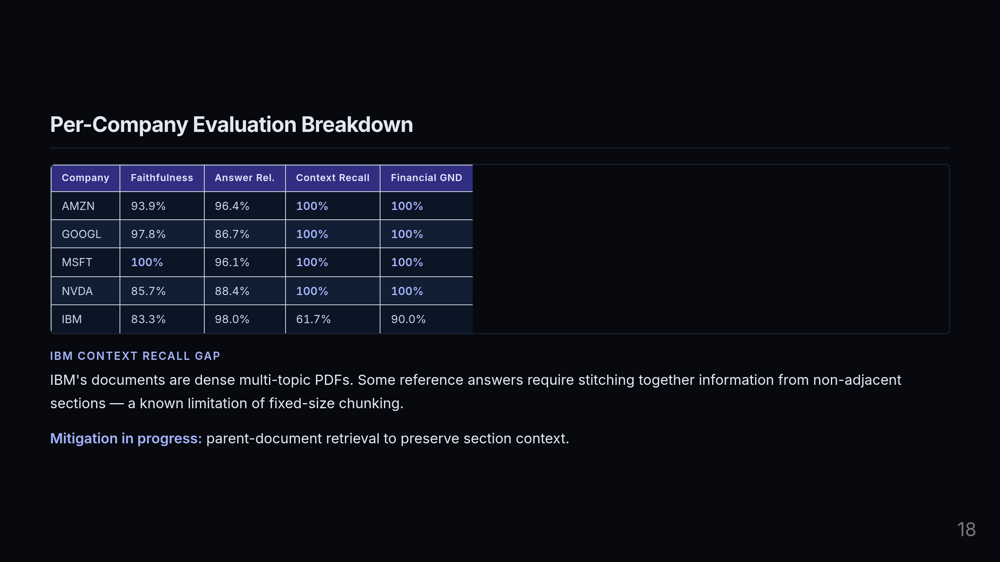 Per-Company Evaluation Breakdown
Company Faithfulness Answer Rel. Context Recall Financial GND
AMZN 93.9% 96.4% 100% 100%
GOOGL 97.8% 86.7% 100% 100%
MSFT 100% 96.1% 100% 100%
NVDA 85.7% 88.4% 100% 100%
IBM 83.3% 98.0% 61.7% 90.0%
IBM CONTEXT RECALL GAP
IBM's documents are dense multi-topic PDFs. Some reference answers require stitching together information from non-adjacent
sections — a known limitation of fixed-size chunking.
Mitigation in progress: parent-document retrieval to preserve section context.
18